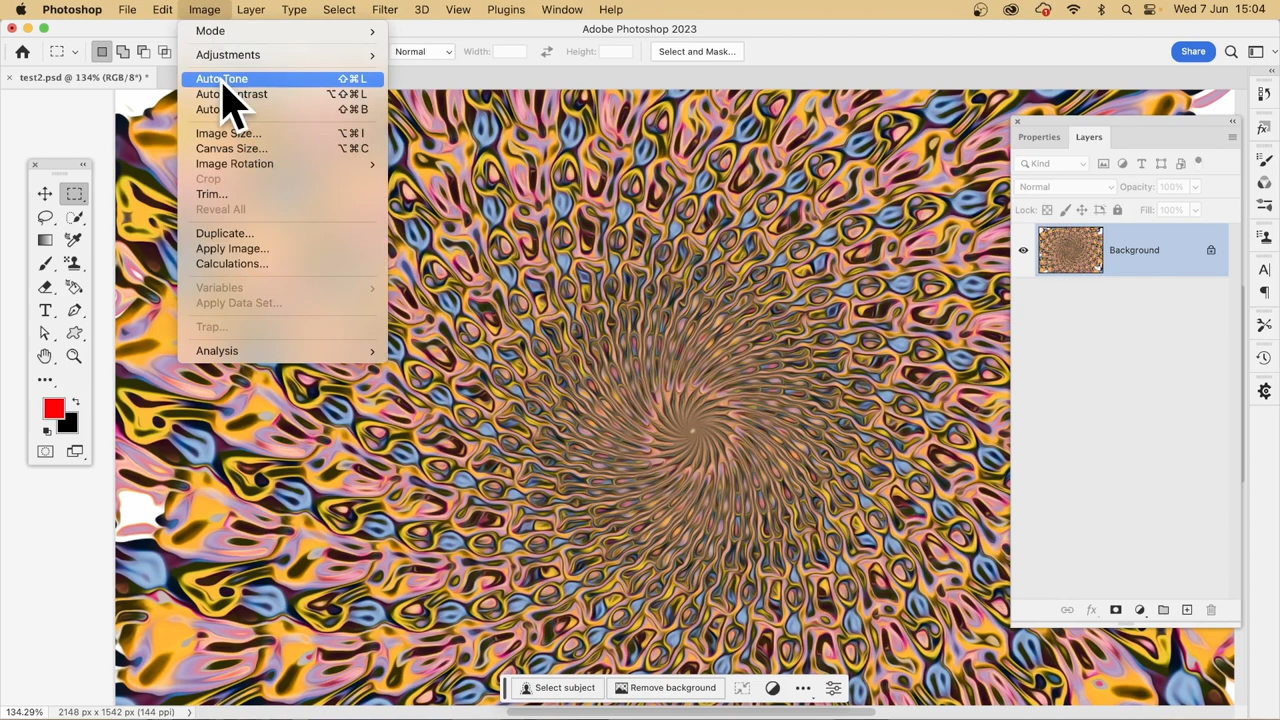 Photoshop File Edit Image Layer Type Select Filter 3D View Plugins Window Help Wed 7 Jun 15:04
Adobe Photoshop 2023
Normal Width: Height: Select and Mask... Share
test2.psd @ 134% (RGB/8*) *
Mode
Adjustments
Auto Tone ⇧⌘L
Auto Contrast ⌥⇧⌘L
Auto ⇧⌘B
Image Size... ⌥⌘I
Canvas Size... ⌥⌘C
Image Rotation
Crop
Trim...
Reveal All
Duplicate...
Apply Image...
Calculations...
Variables
Apply Data Set...
Trap...
Analysis
Properties Layers
Kind
Normal Opacity: 100%
Lock: Fill: 100%
Background
Select subject Remove background
134.29% 2148 px x 1542 px (144 ppi)